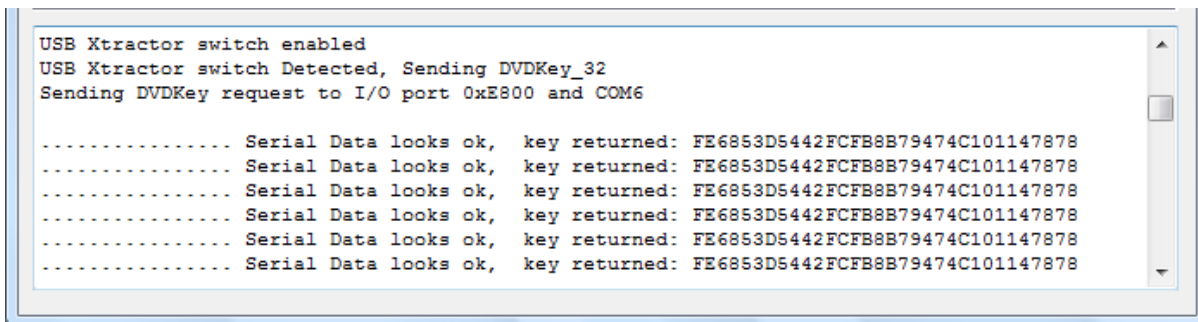 USB Xtractor switch enabled
USB Xtractor switch Detected, Sending DVDKey_32
Sending DVDKey request to I/O port 0xE800 and COM6
................ Serial Data looks ok,  key returned: FE6853D5442FCFB8B79474C101147878
................ Serial Data looks ok,  key returned: FE6853D5442FCFB8B79474C101147878
................ Serial Data looks ok,  key returned: FE6853D5442FCFB8B79474C101147878
................ Serial Data looks ok,  key returned: FE6853D5442FCFB8B79474C101147878
................ Serial Data looks ok,  key returned: FE6853D5442FCFB8B79474C101147878
................ Serial Data looks ok,  key returned: FE6853D5442FCFB8B79474C101147878